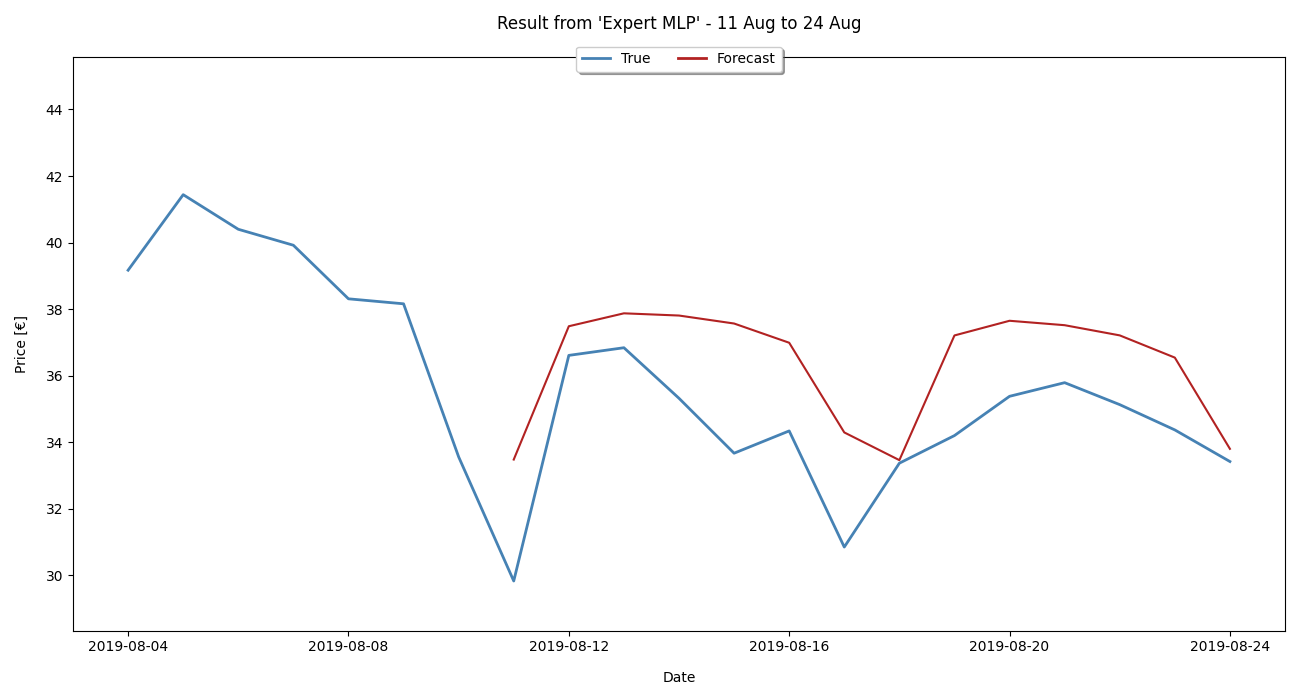 Result from 'Expert MLP' - 11 Aug to 24 Aug
True Forecast
44
42
40
38
36
34
32
30
Price [€]
2019-08-04 2019-08-08 2019-08-12 2019-08-16 2019-08-20 2019-08-24
Date